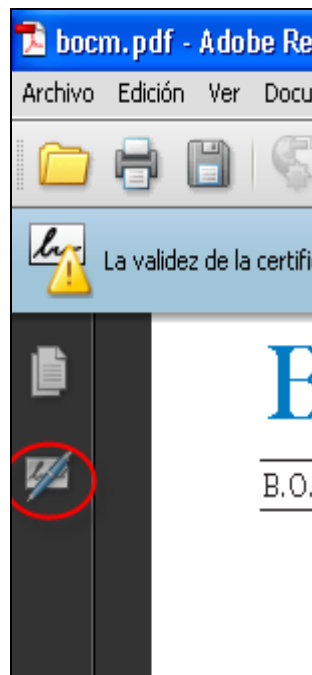 bocm.pdf - Adobe Re
Archivo Edición Ver Docu
La validez de la certifi
B
B.O.